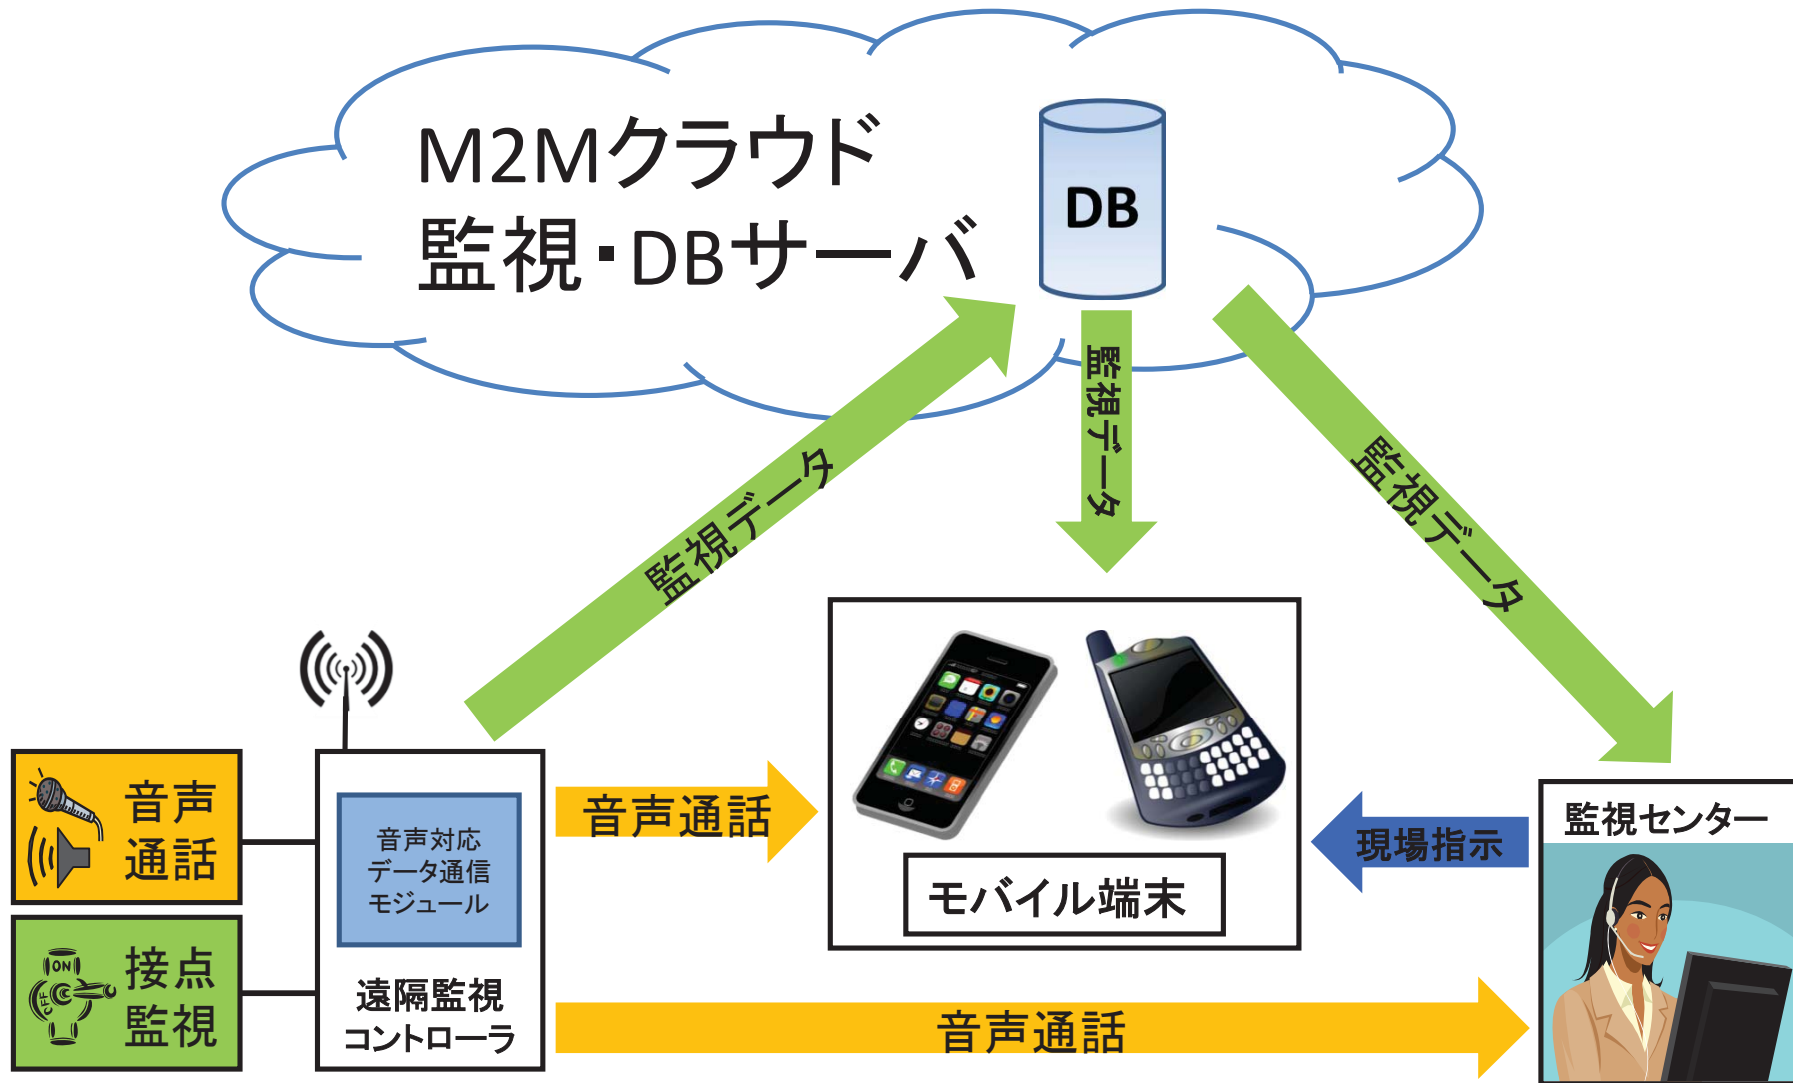 M2Mクラウド
監視・DBサーバ
DB
監視データ
監視データ
監視データ
音声
通話
接点
監視
ON
OFF
音声対応
データ通信
モジュール
遠隔監視
コントローラ
音声通話
モバイル端末
現場指示
監視センター
音声通話